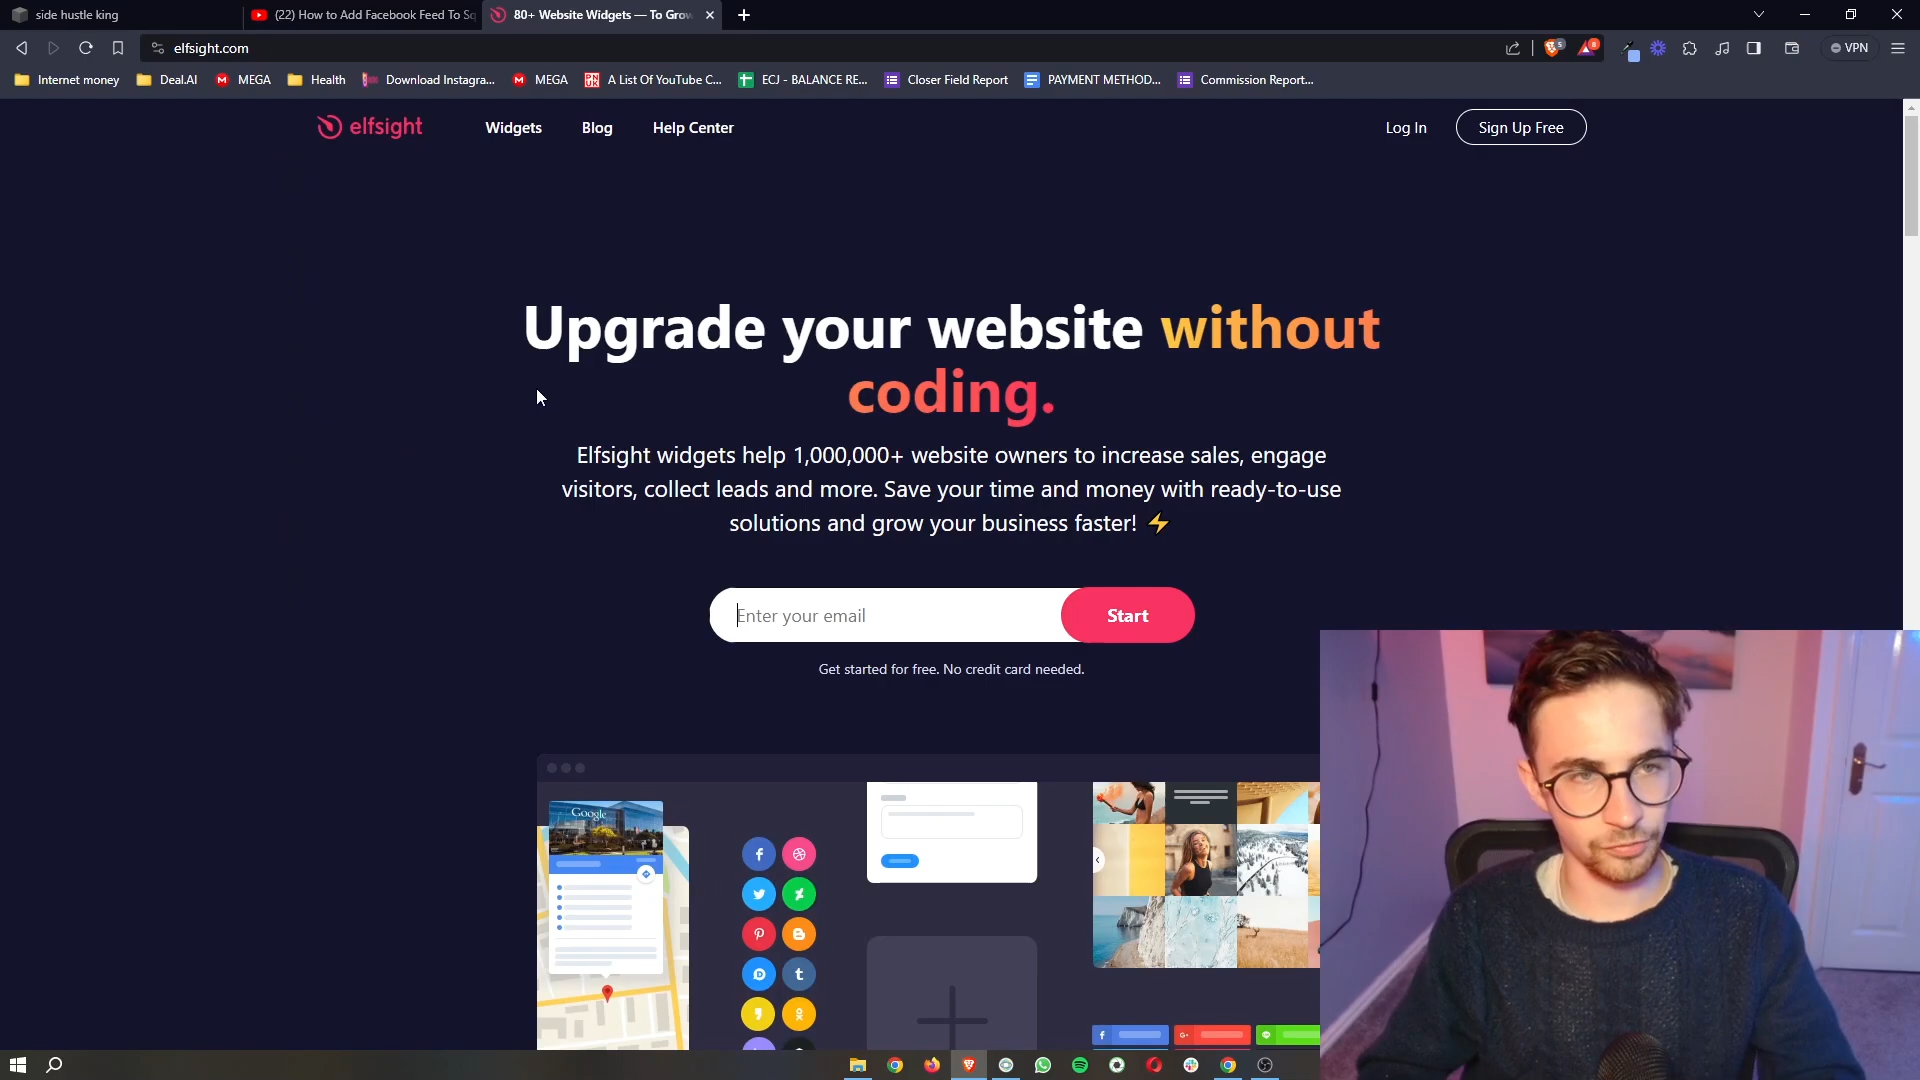 side hustle king
(22) How to Add Facebook Feed To Sq
80+ Website Widgets — To Grow
elfsight.com
VPN
Internet money
Deal.AI
MEGA
Health
Download Instagra...
MEGA
A List Of YouTube C...
ECJ - BALANCE RE...
Closer Field Report
PAYMENT METHOD...
Commission Report...
elfsight
Widgets
Blog
Help Center
Log In
Sign Up Free
Upgrade your website without
coding.
Elfsight widgets help 1,000,000+ website owners to increase sales, engage
visitors, collect leads and more. Save your time and money with ready-to-use
solutions and grow your business faster! ⚡
Enter your email
Start
Get started for free. No credit card needed.
Google